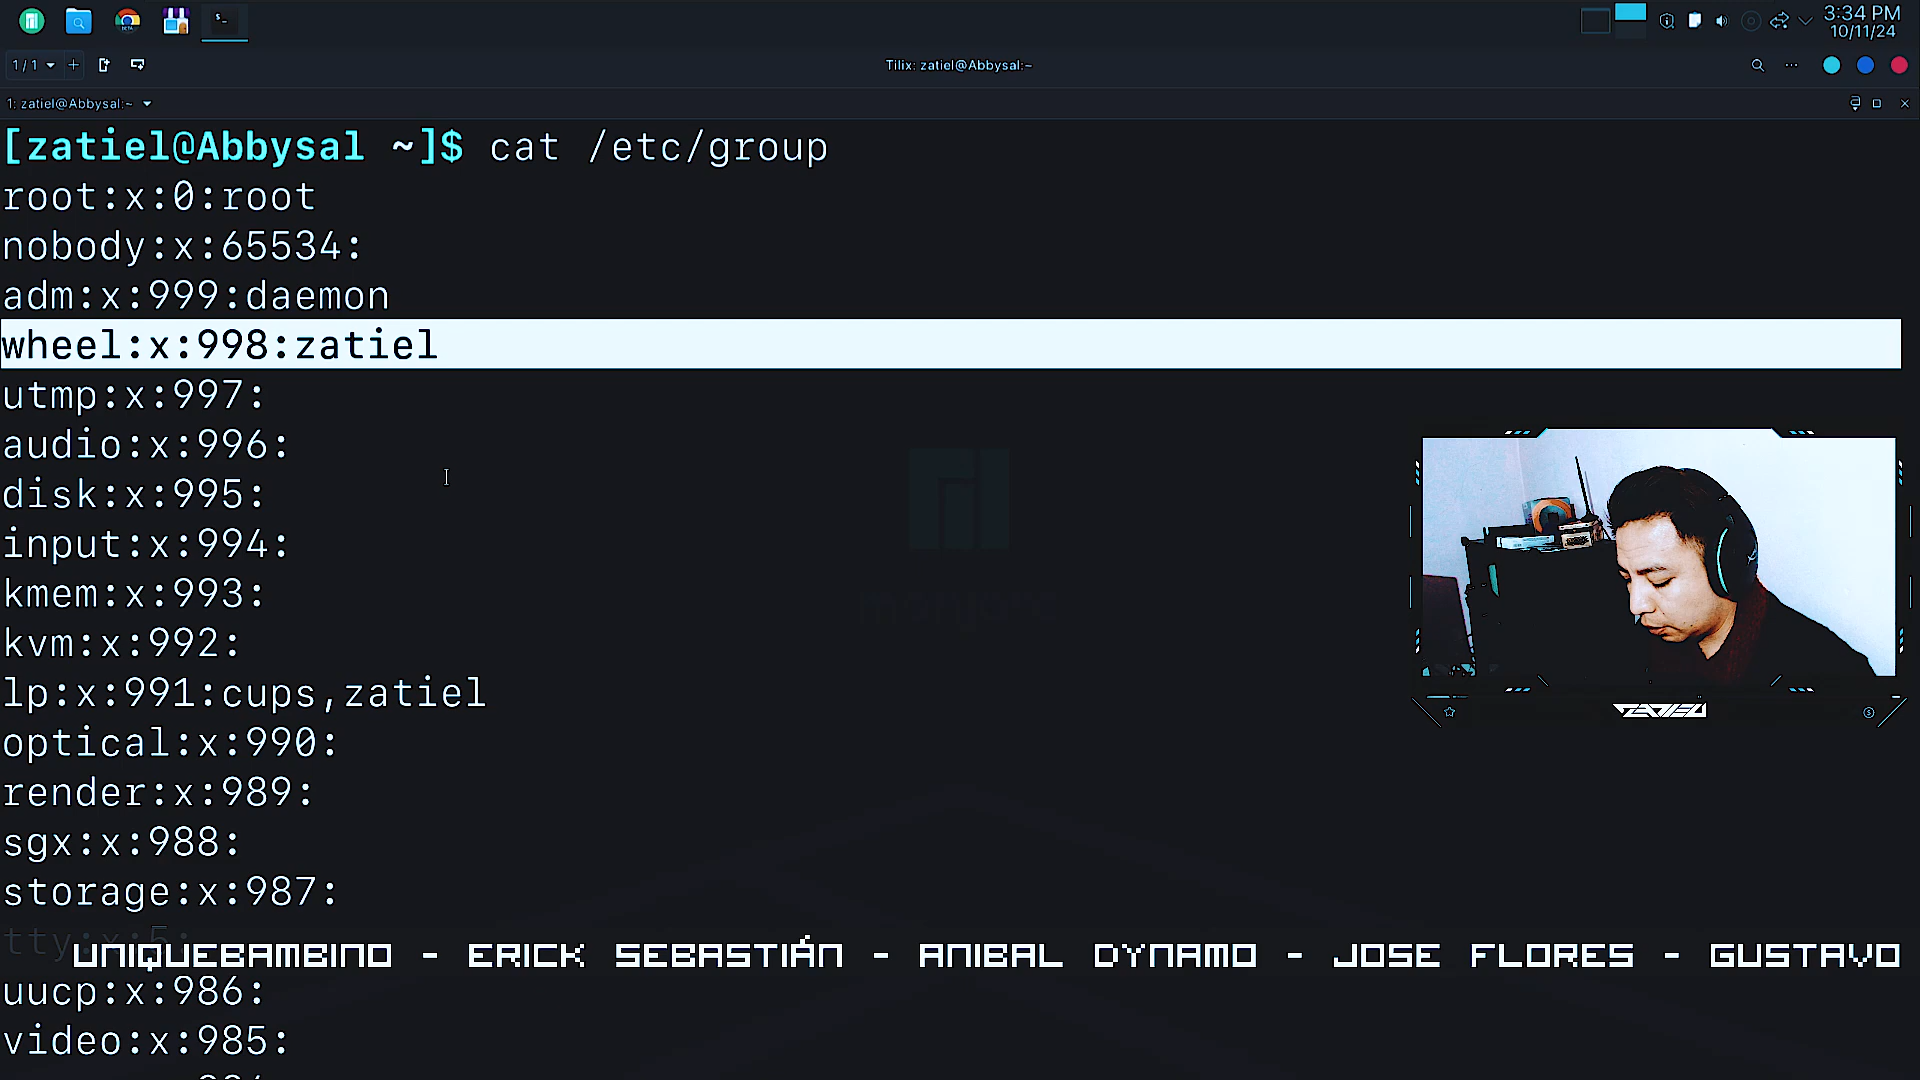 3:34 PM
10/11/24
1 / 1
Tilix: zatiel@Abbysal:~
1: zatiel@Abbysal:~
[zatiel@Abbysal ~]$ cat /etc/group
root:x:0:root
nobody:x:65534:
adm:x:999:daemon
wheel:x:998:zatiel
utmp:x:997:
audio:x:996:
disk:x:995:
input:x:994:
kmem:x:993:
kvm:x:992:
lp:x:991:cups,zatiel
optical:x:990:
render:x:989:
sgx:x:988:
storage:x:987:
tty:x:5:
UNIQUEBAMBINO - ERICK SEBASTIÁN - ANIBAL DYNAMO - JOSE FLORES - GUSTAVO
uucp:x:986:
video:x:985:
ZATIEL